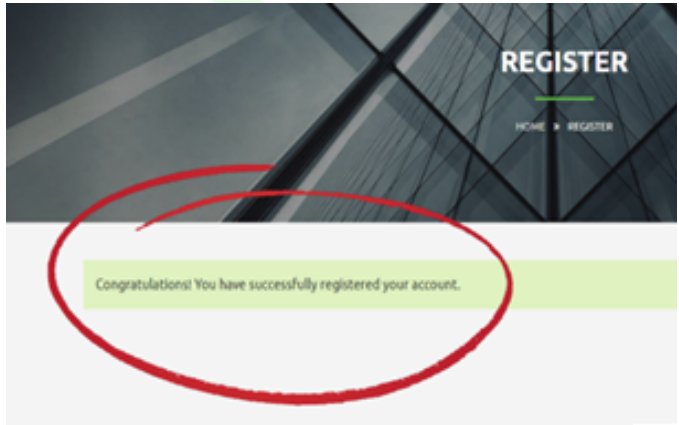 REGISTER
HOME > REGISTER
Congratulations! You have successfully registered your account.